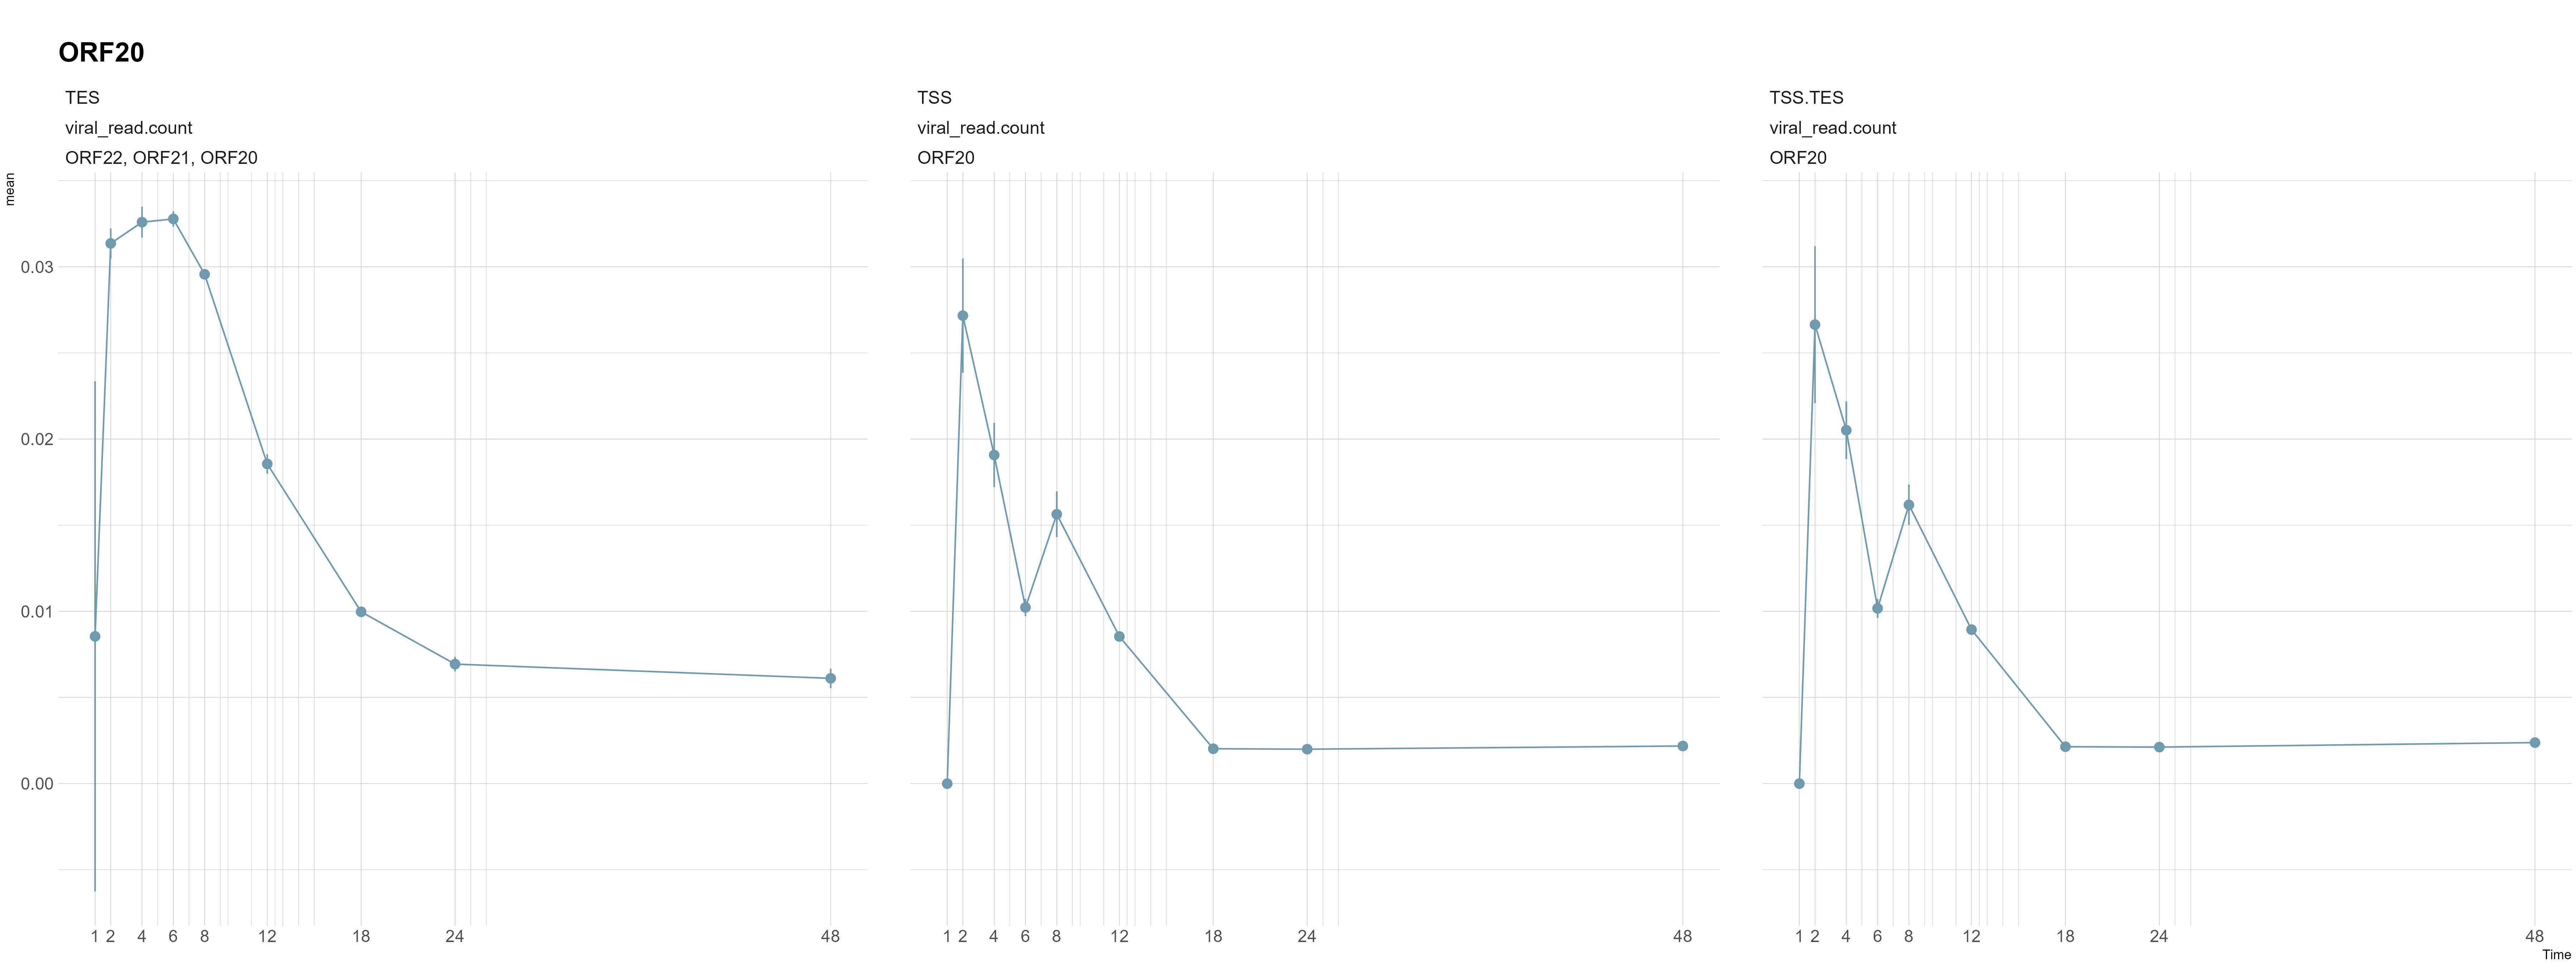 ORF20
TES
viral_read.count
ORF22, ORF21, ORF20
TSS
viral_read.count
ORF20
TSS.TES
viral_read.count
ORF20
mean
0.03
0.02
0.01
0.00
1 2 4 6 8 12 18 24 48
1 2 4 6 8 12 18 24 48
1 2 4 6 8 12 18 24 48
Time